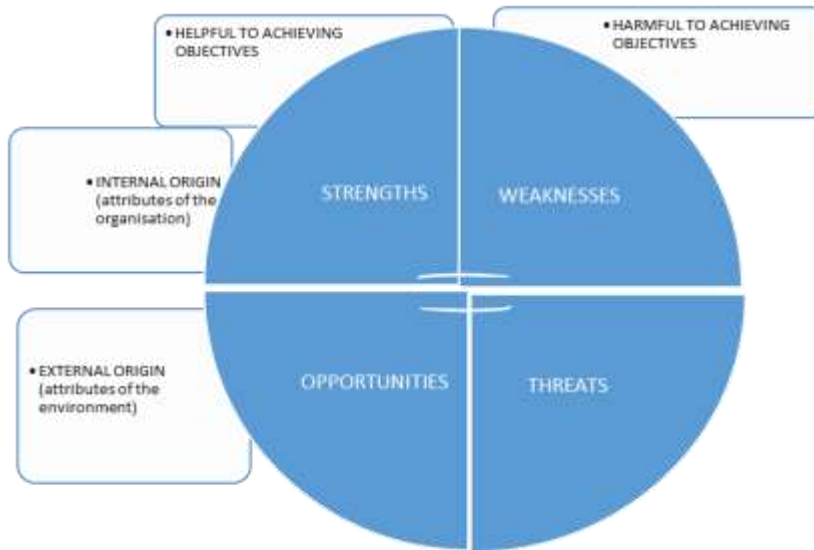 • HELPFUL TO ACHIEVING
OBJECTIVES
• HARMFUL TO ACHIEVING
OBJECTIVES
• INTERNAL ORIGIN
(attributes of the
organisation)
STRENGTHS
WEAKNESSES
• EXTERNAL ORIGIN
(attributes of the
environment)
OPPORTUNITIES
THREATS